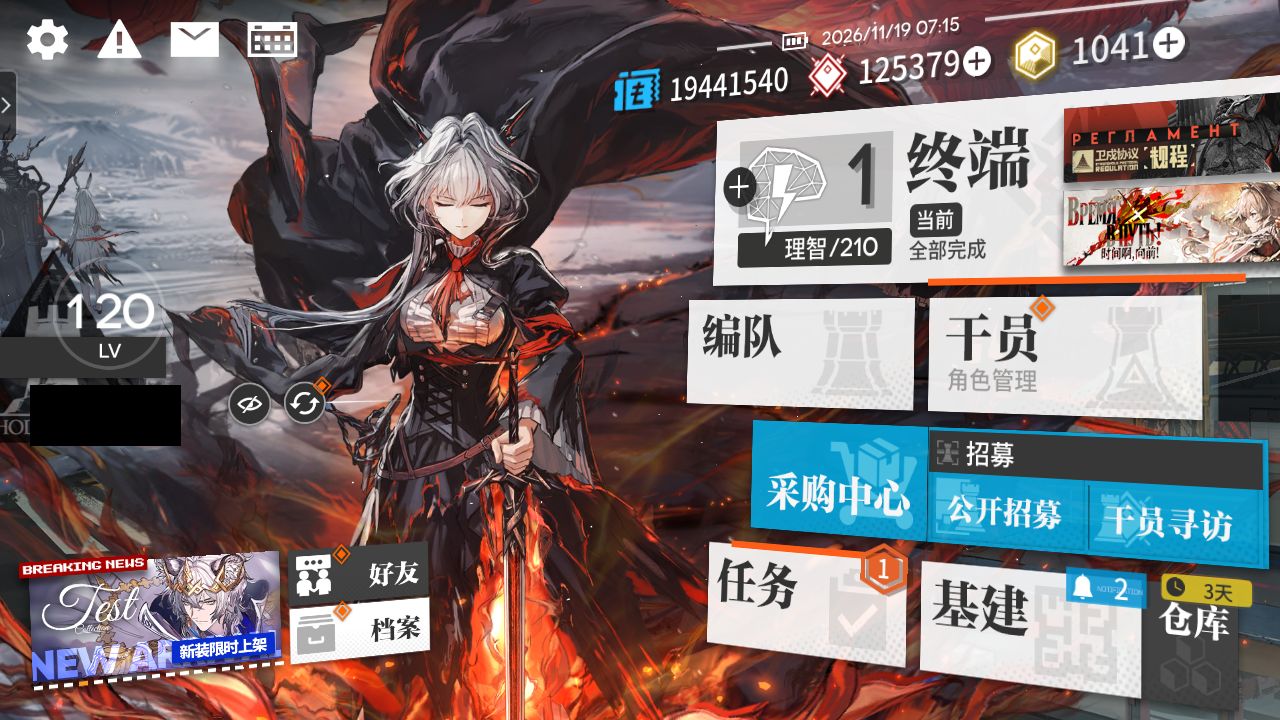 2026/11/19 07:15
19441540
125379
1041
1
理智/210
终端
当前
全部完成
РЕГЛАМЕНТ
卫戍协议
STRONGHOLD PROTOCOL
REGULATION
【规程】
时间啊,向前!
120
LV
编队
干员
角色管理
采购中心
招募
公开招募
干员寻访
BREAKING NEWS
Test
Collection
新装限时上架
好友
档案
任务
1
基建
NOTIFICATION
2
3天
仓库